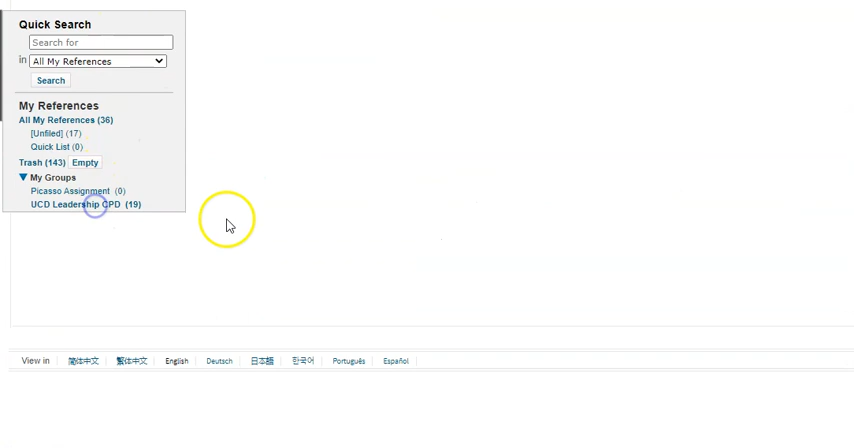 Quick Search
Search for
in All My References
Search
My References
All My References (36)
[Unfiled] (17)
Quick List (0)
Trash (143) Empty
My Groups
Picasso Assignment (0)
UCD Leadership CPD (19)
View in 简体中文 繁体中文 English Deutsch 日本語 한국어 Português Español